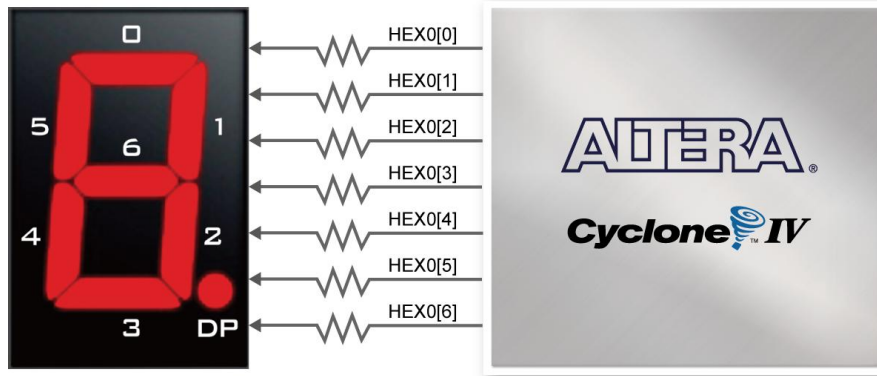 0
5
1
6
4
2
3
DP
HEX0[0]
HEX0[1]
HEX0[2]
HEX0[3]
HEX0[4]
HEX0[5]
HEX0[6]
ALTERA®
Cyclone™ IV